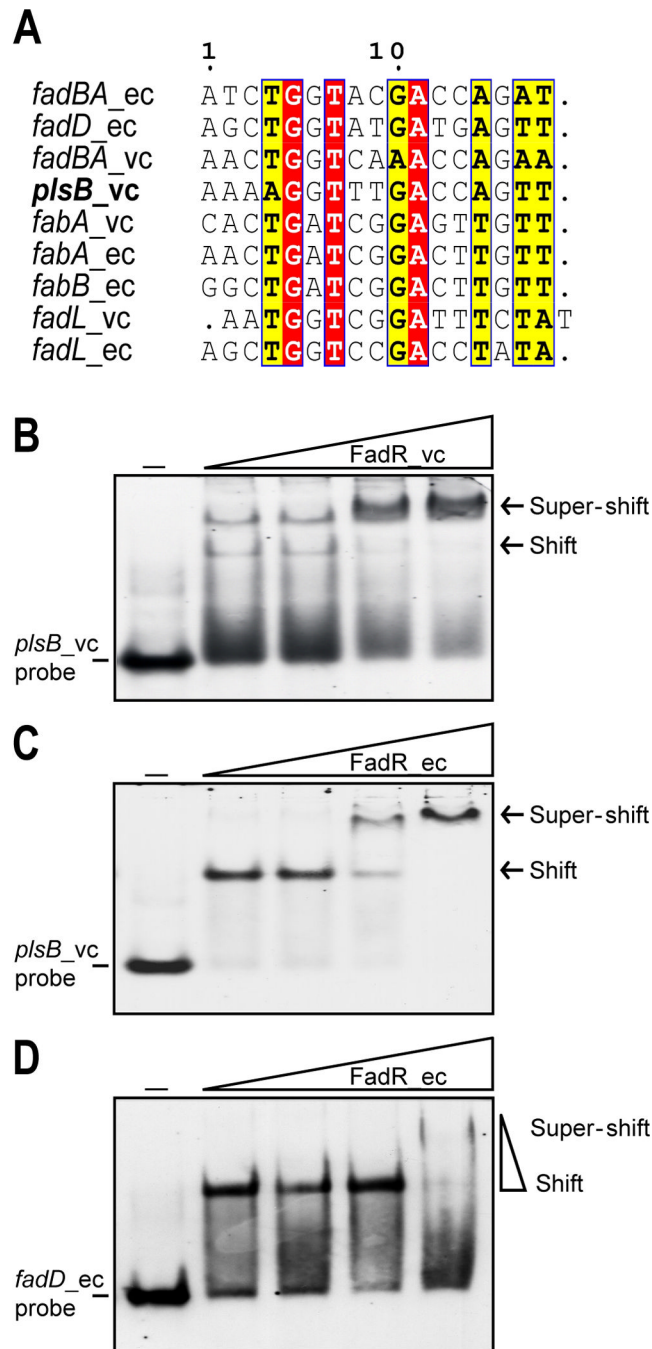 A
1 10
fadBA_ec ATCTGGTACGACCAGAT.
fadD_ec AGCTGGTATGATGAGTT.
fadBA_vc AACTGGTCAAACCAGAA.
plsB_vc AAAAGGTTTGACCAGTT.
fabA_vc CACTGATCGGAGTTGTT.
fabA_ec AACTGATCGGACTTGTT.
fabB_ec GGCTGATCGGACTTGTT.
fadL_vc .AATGGTCGGATTTCTAT
fadL_ec AGCTGGTCCGACCTATA.
B
– FadR_vc
← Super-shift
← Shift
plsB_vc
probe –
C
– FadR_ec
← Super-shift
← Shift
plsB_vc
probe –
D
– FadR_ec
Super-shift
Shift
fadD_ec
probe –